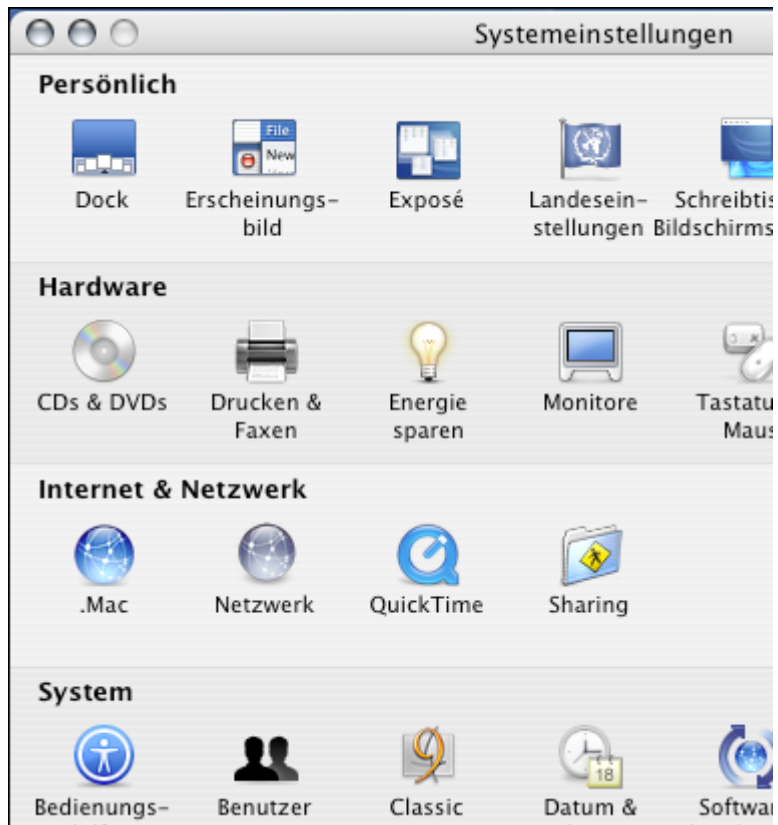 Systemeinstellungen
Persönlich
Dock Erscheinungs- Exposé Landesein-
bild stellungen
Hardware
CDs & DVDs Drucken & Energie Monitore
Faxen sparen Maus
Internet & Netzwerk
.Mac Netzwerk QuickTime Sharing
System
Bedienungs- Benutzer Classic Datum &
File
New
18